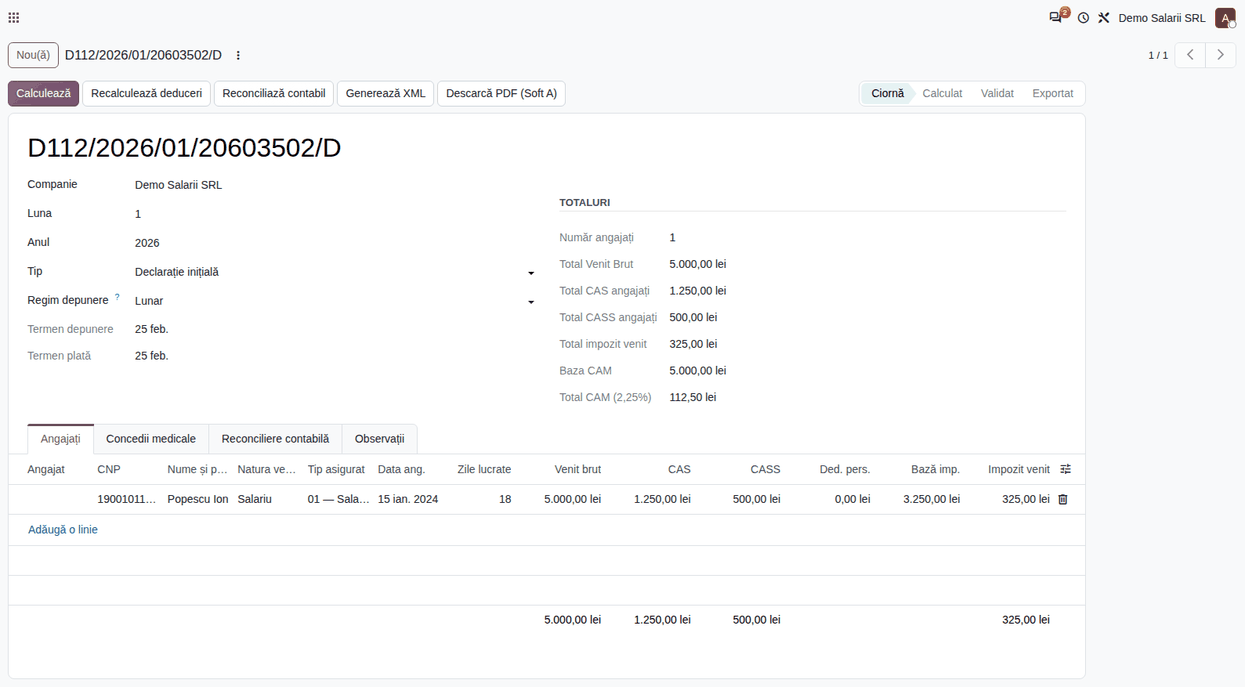 2
Demo Salarii SRL
A
Nou(ă)
D112/2026/01/20603502/D
1 / 1
Calculează
Recalculează deduceri
Reconciliază contabil
Generează XML
Descarcă PDF (Soft A)
Ciornă
Calculat
Validat
Exportat
D112/2026/01/20603502/D
Companie Demo Salarii SRL
Luna 1
Anul 2026
Tip Declarație inițială
Regim depunere ? Lunar
Termen depunere 25 feb.
Termen plată 25 feb.
TOTALURI
Număr angajați 1
Total Venit Brut 5.000,00 lei
Total CAS angajați 1.250,00 lei
Total CASS angajați 500,00 lei
Total impozit venit 325,00 lei
Baza CAM 5.000,00 lei
Total CAM (2,25%) 112,50 lei
Angajați Concedii medicale Reconciliere contabilă Observații
Angajat CNP Nume și p… Natura ve… Tip asigurat Data ang. Zile lucrate Venit brut CAS CASS Ded. pers. Bază imp. Impozit venit
19001011… Popescu Ion Salariu 01 — Sala… 15 ian. 2024 18 5.000,00 lei 1.250,00 lei 500,00 lei 0,00 lei 3.250,00 lei 325,00 lei
Adăugă o linie
5.000,00 lei 1.250,00 lei 500,00 lei 325,00 lei